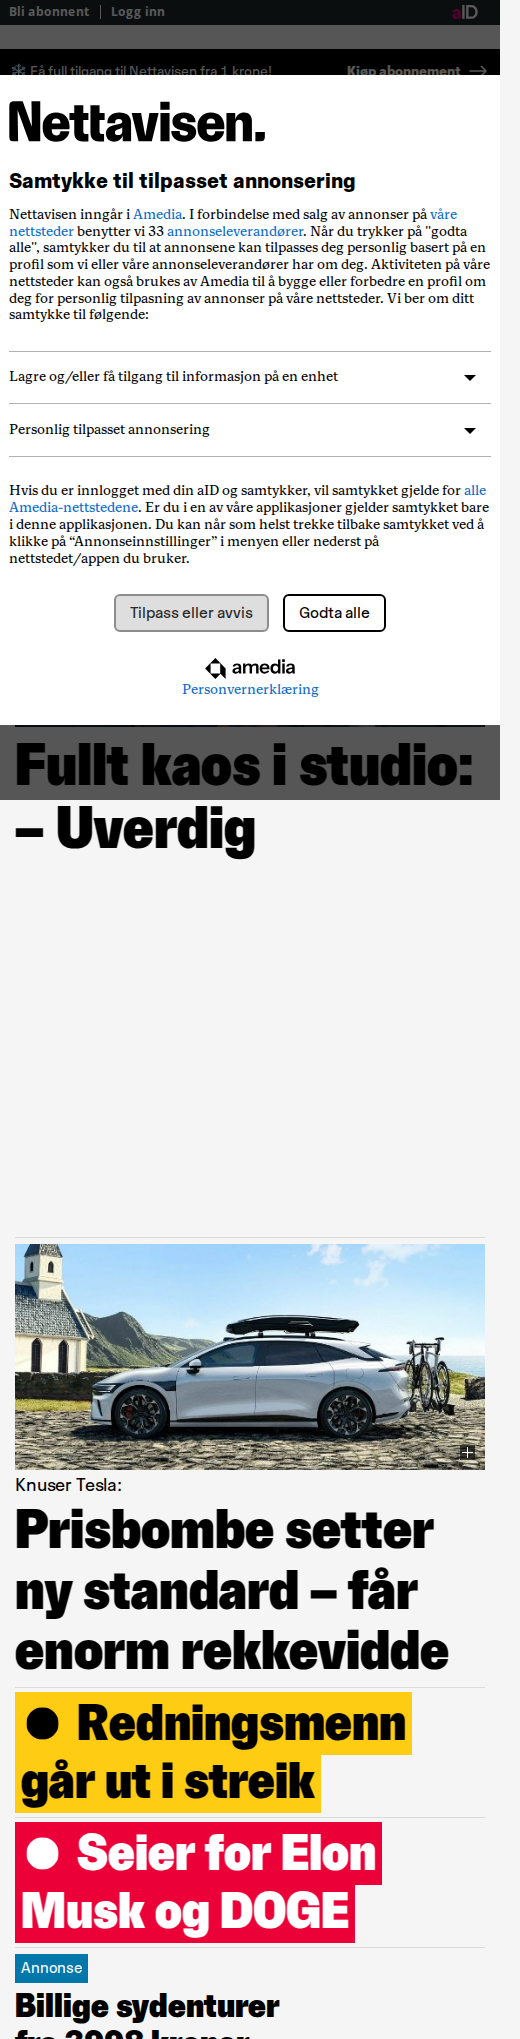 Bli abonnent | Logg inn
aID
Få full tilgang til Nettavisen fra 1 krone!
Kjøp abonnement
Nettavisen.
Samtykke til tilpasset annonsering
Nettavisen inngår i Amedia. I forbindelse med salg av annonser på våre
nettsteder benytter vi 33 annonseleverandører. Når du trykker på "godta
alle", samtykker du til at annonsene kan tilpasses deg personlig basert på en
profil som vi eller våre annonseleverandører har om deg. Aktiviteten på våre
nettsteder kan også brukes av Amedia til å bygge eller forbedre en profil om
deg for personlig tilpasning av annonser på våre nettsteder. Vi ber om ditt
samtykke til følgende:
Lagre og/eller få tilgang til informasjon på en enhet
Personlig tilpasset annonsering
Hvis du er innlogget med din aID og samtykker, vil samtykket gjelde for alle
Amedia-nettstedene. Er du i en av våre applikasjoner gjelder samtykket bare
i denne applikasjonen. Du kan når som helst trekke tilbake samtykket ved å
klikke på “Annonseinnstillinger” i menyen eller nederst på
nettstedet/appen du bruker.
Tilpass eller avvis
Godta alle
amedia
Personvernerklæring
Fullt kaos i studio:
– Uverdig
Knuser Tesla:
Prisbombe setter
ny standard – får
enorm rekkevidde
● Redningsmenn
går ut i streik
● Seier for Elon
Musk og DOGE
Annonse
Billige sydenturer
fra 3998 kroner